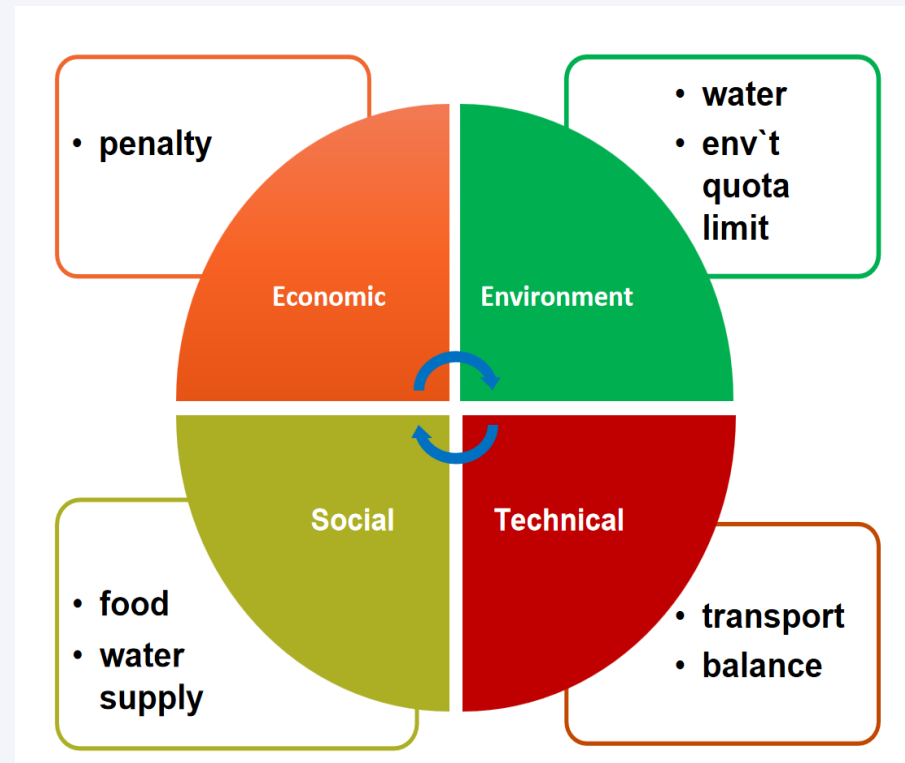 • penalty
• water
• env`t
quota
limit
Economic
Environment
Social
Technical
• food
• water
supply
• transport
• balance